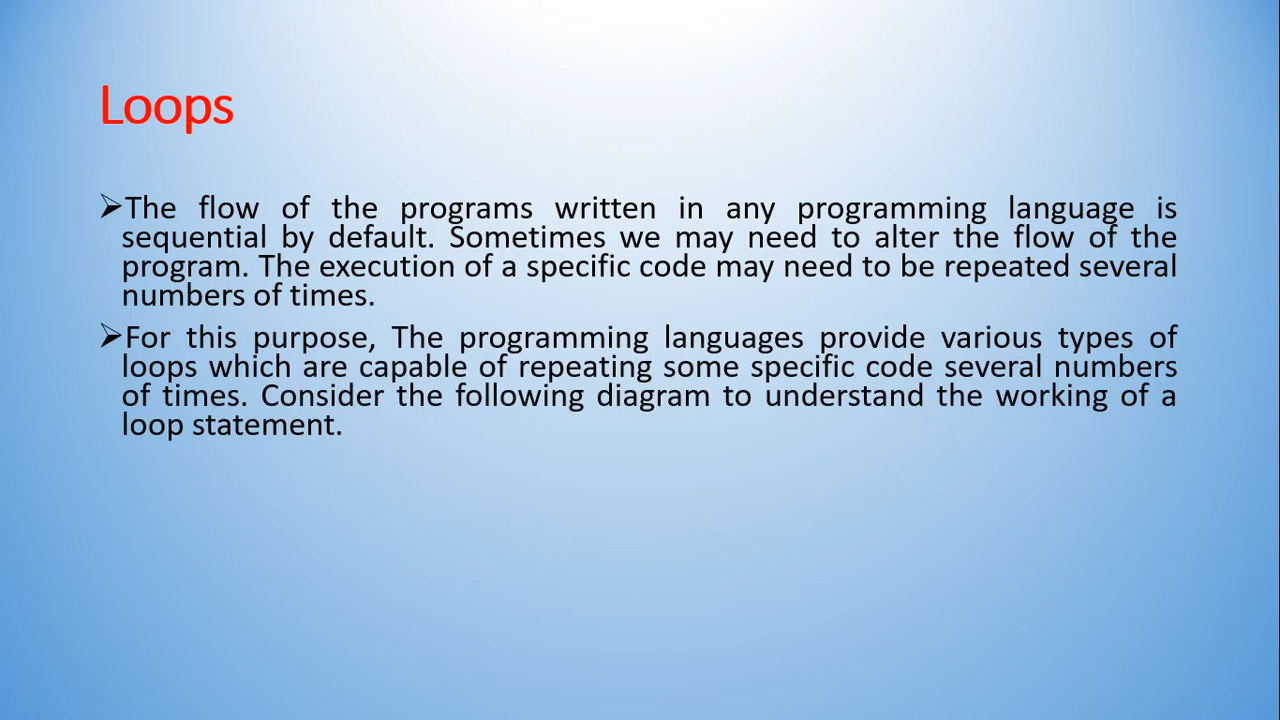 Loops
➢The flow of the programs written in any programming language is
sequential by default. Sometimes we may need to alter the flow of the
program. The execution of a specific code may need to be repeated several
numbers of times.
➢For this purpose, The programming languages provide various types of
loops which are capable of repeating some specific code several numbers
of times. Consider the following diagram to understand the working of a
loop statement.